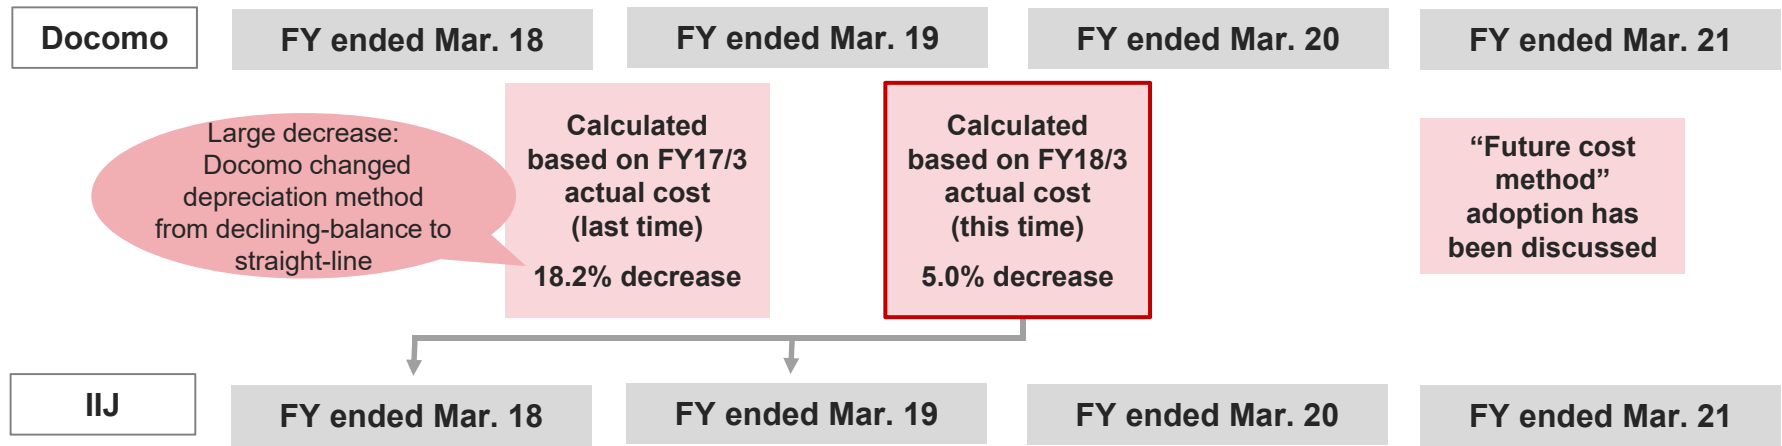 Docomo
FY ended Mar. 18
FY ended Mar. 19
FY ended Mar. 20
FY ended Mar. 21
Large decrease:
Docomo changed
depreciation method
from declining-balance to
straight-line
Calculated
based on FY17/3
actual cost
(last time)
18.2% decrease
Calculated
based on FY18/3
actual cost
(this time)
5.0% decrease
“Future cost
method”
adoption has
been discussed
IIJ
FY ended Mar. 18
FY ended Mar. 19
FY ended Mar. 20
FY ended Mar. 21